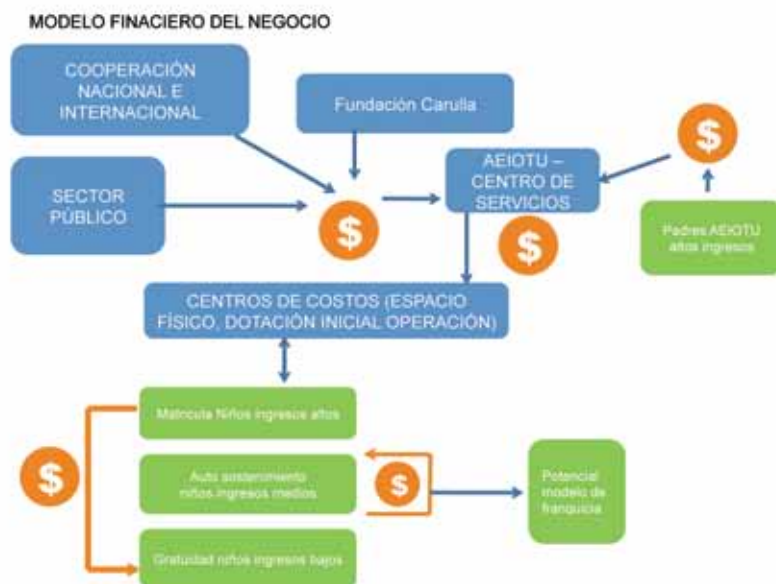 MODELO FINACIERO DEL NEGOCIO
COOPERACIÓN
NACIONAL E
INTERNACIONAL
Fundación Carulla
$
AEIOTU –
CENTRO DE
SERVICIOS
SECTOR
PÚBLICO
$
$
Padres AEIOTU
altos ingresos
CENTROS DE COSTOS (ESPACIO
FÍSICO, DOTACIÓN INICIAL OPERACIÓN)
Matricula Niños ingresos altos
$
Auto sostenimiento
niños ingresos medios
$
Potencial
modelo de
franquicia
Gratuidad niños ingresos bajos